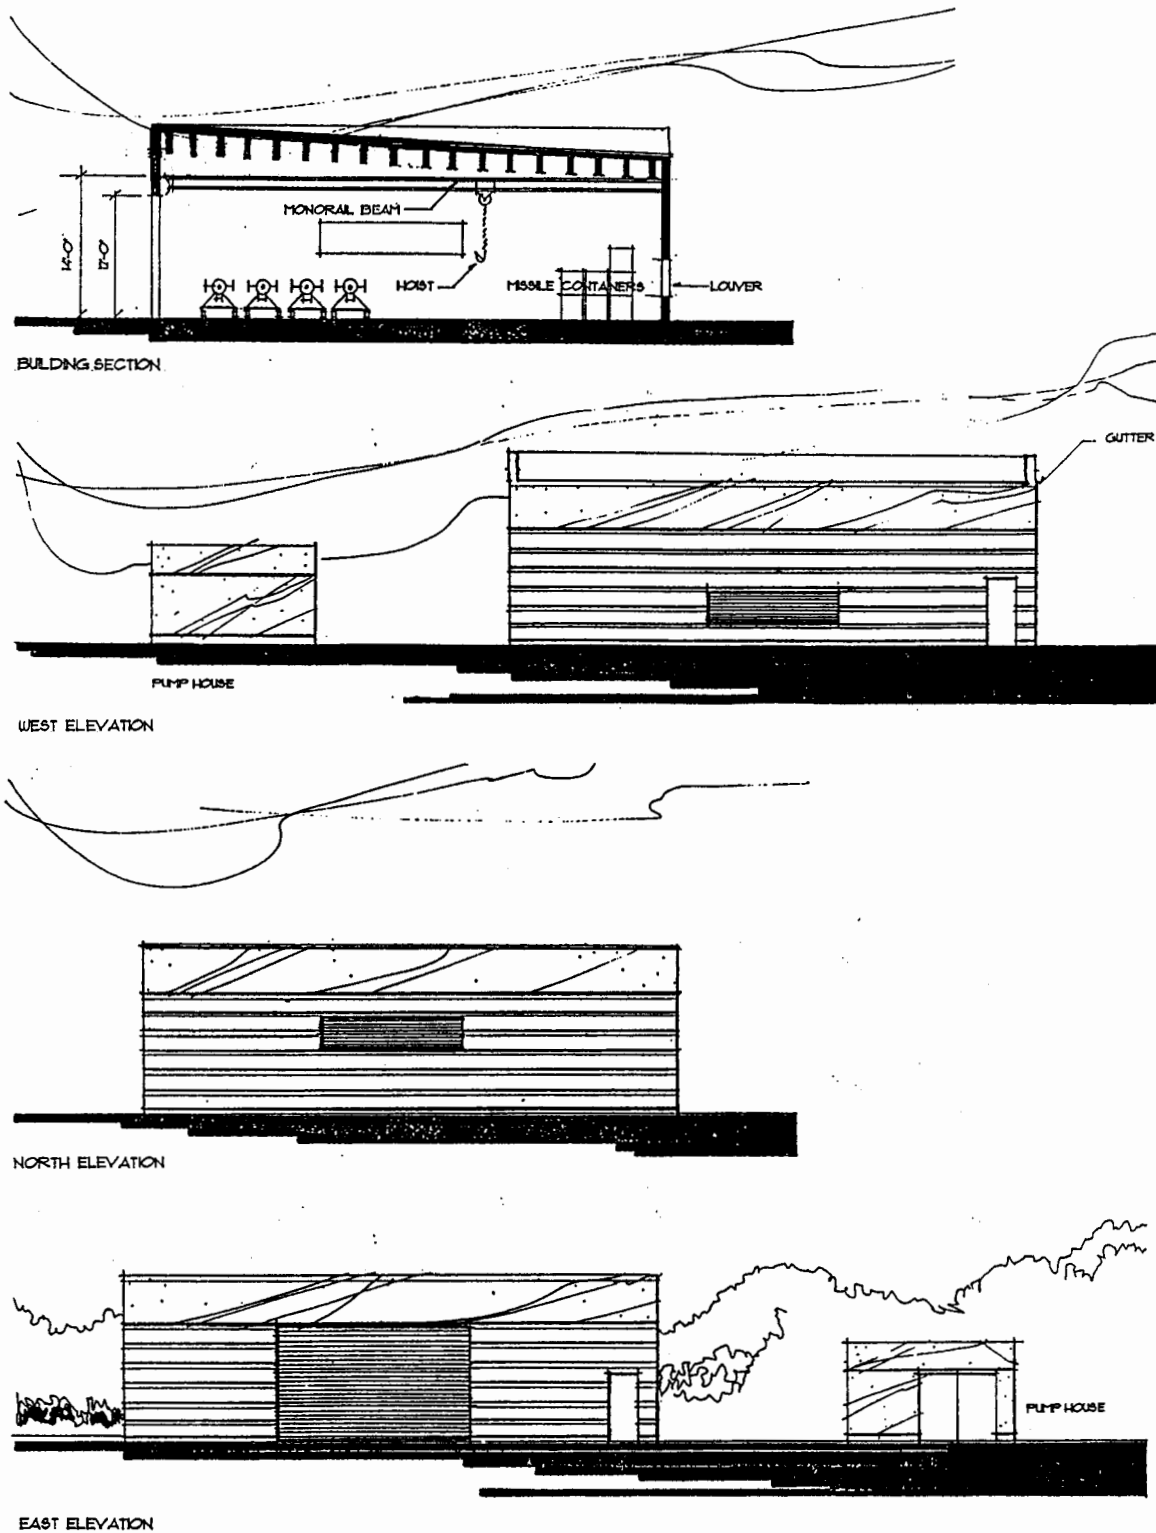 MONORAIL BEAM
14'-0"
12'-0"
HOIST
MISSILE CONTANERS
LOUVER
BUILDING SECTION
GUTTER
PUMP HOUSE
WEST ELEVATION
NORTH ELEVATION
PUMP HOUSE
EAST ELEVATION